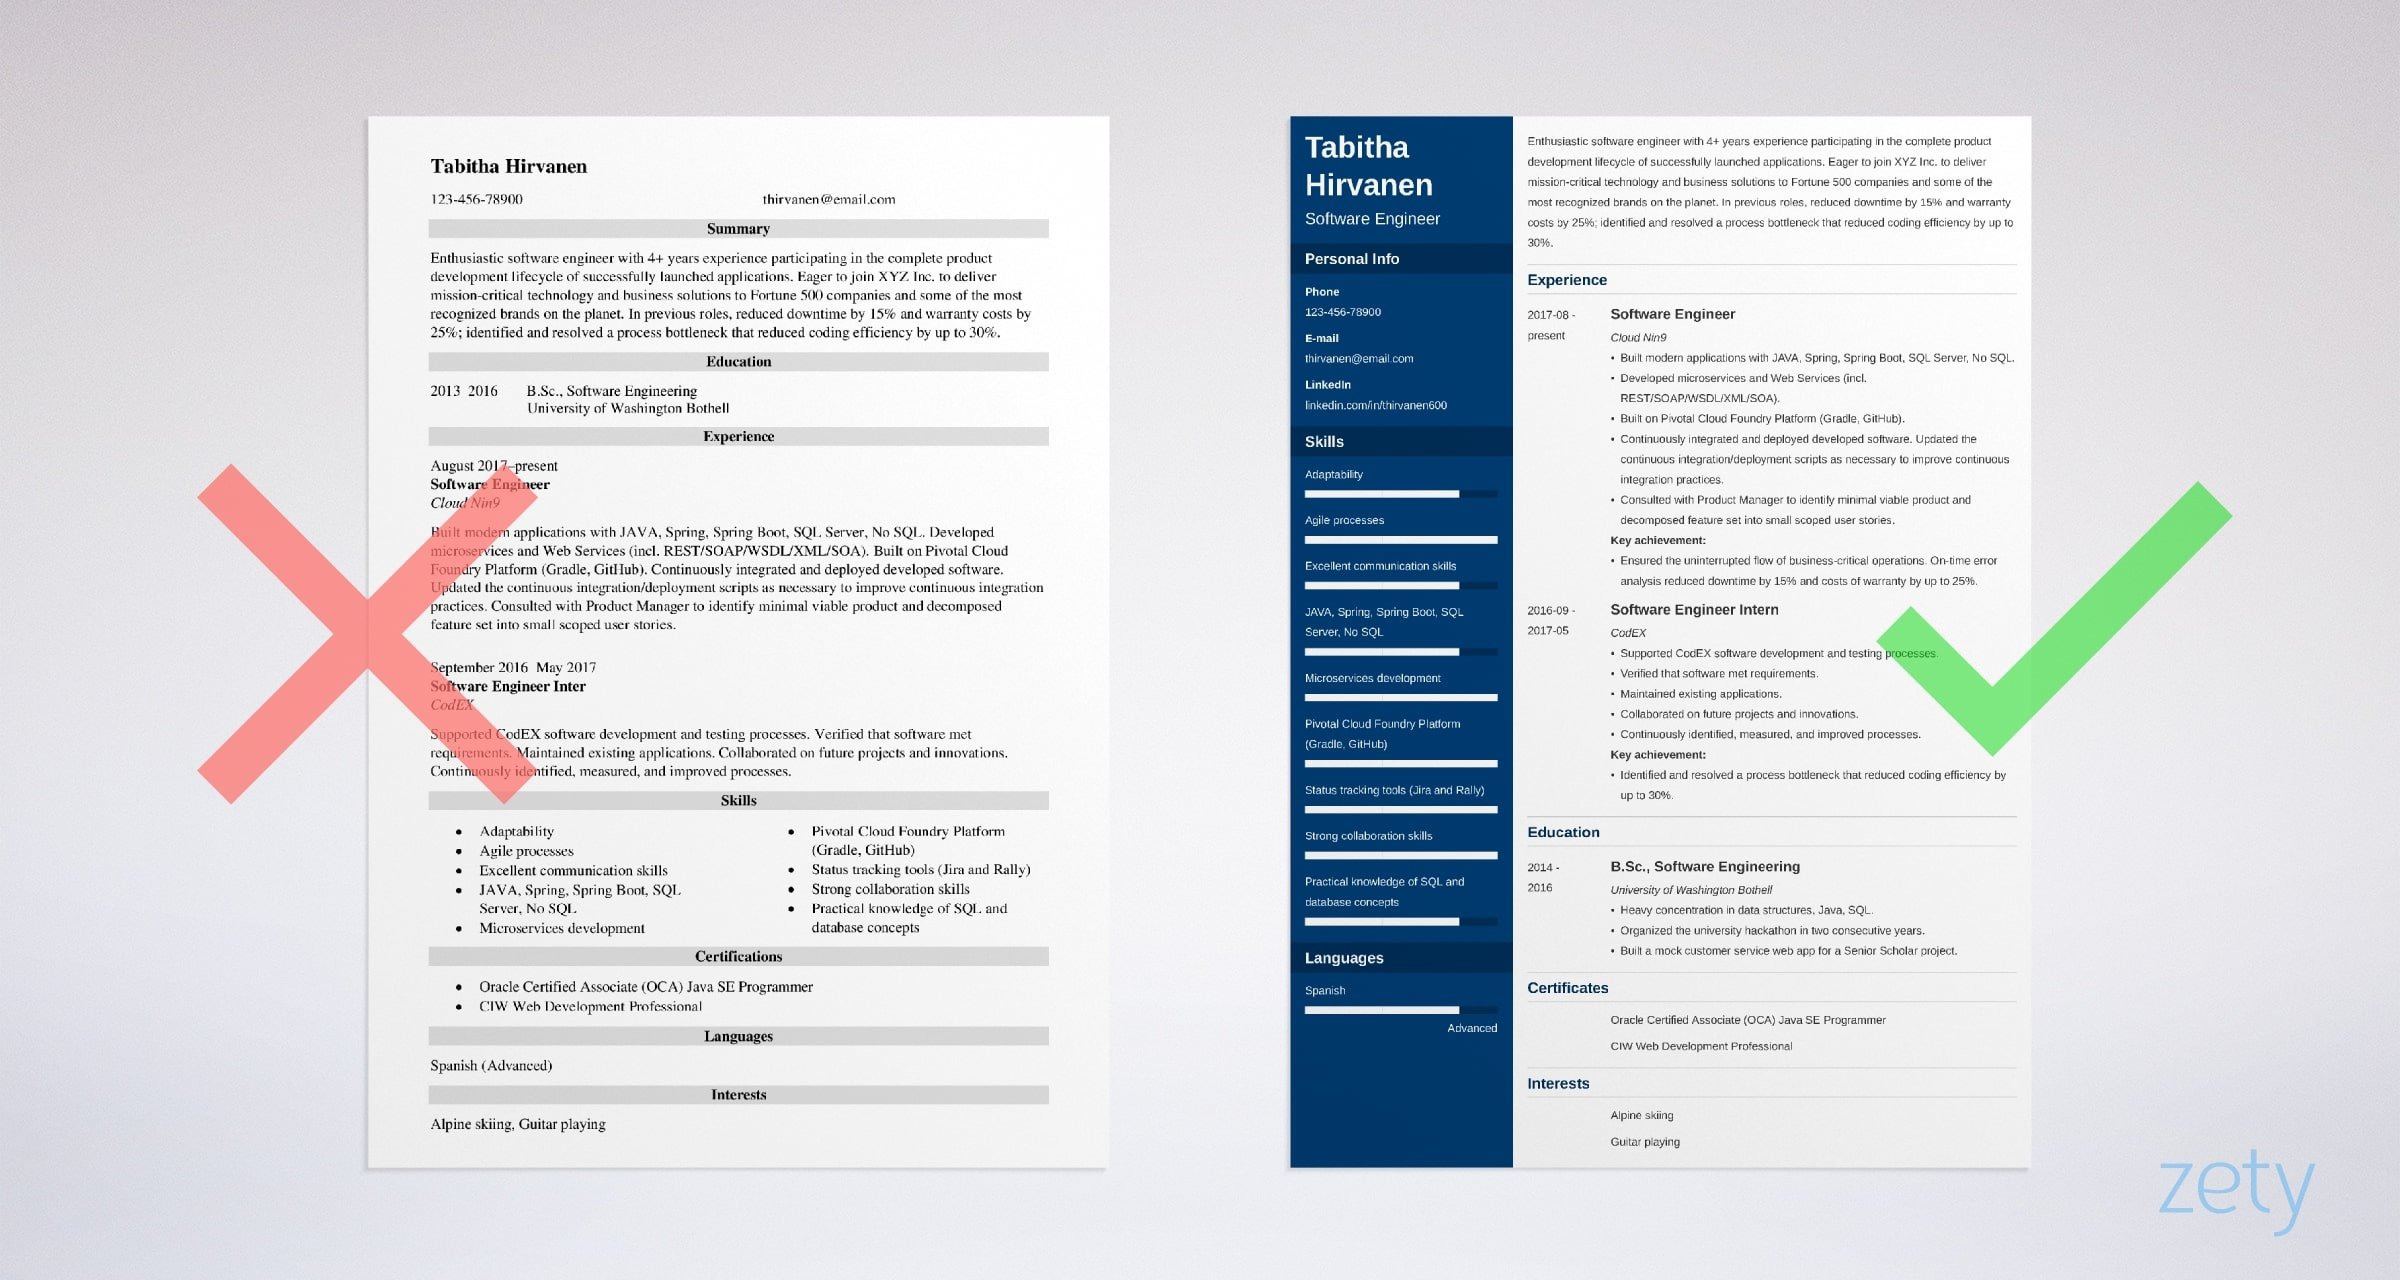 Tabitha Hirvanen
123-456-78900 thirvanen@email.com
Summary
Enthusiastic software engineer with 4+ years experience participating in the complete product
development lifecycle of successfully launched applications. Eager to join XYZ Inc. to deliver
mission-critical technology and business solutions to Fortune 500 companies and some of the most
recognized brands on the planet. In previous roles, reduced downtime by 15% and warranty costs by
25%; identified and resolved a process bottleneck that reduced coding efficiency by up to 30%.
Education
2013 2016 B.Sc., Software Engineering
University of Washington Bothell
Experience
August 2017–present
Software Engineer
Cloud Nin9
Built modern applications with JAVA, Spring, Spring Boot, SQL Server, No SQL. Developed
microservices and Web Services (incl. REST/SOAP/WSDL/XML/SOA). Built on Pivotal Cloud
Foundry Platform (Gradle, GitHub). Continuously integrated and deployed developed software.
Updated the continuous integration/deployment scripts as necessary to improve continuous integration
practices. Consulted with Product Manager to identify minimal viable product and decomposed
feature set into small scoped user stories.
September 2016 May 2017
Software Engineer Inter
CodEX
Supported CodEX software development and testing processes. Verified that software met
requirements. Maintained existing applications. Collaborated on future projects and innovations.
Continuously identified, measured, and improved processes.
Skills
• Adaptability
• Agile processes
• Excellent communication skills
• JAVA, Spring, Spring Boot, SQL
Server, No SQL
• Microservices development
• Pivotal Cloud Foundry Platform
(Gradle, GitHub)
• Status tracking tools (Jira and Rally)
• Strong collaboration skills
• Practical knowledge of SQL and
database concepts
Certifications
• Oracle Certified Associate (OCA) Java SE Programmer
• CIW Web Development Professional
Languages
Spanish (Advanced)
Interests
Alpine skiing, Guitar playing
Tabitha
Hirvanen
Software Engineer
Personal Info
Phone
123-456-78900
E-mail
thirvanen@email.com
LinkedIn
linkedin.com/in/thirvanen600
Skills
Adaptability
Agile processes
Excellent communication skills
JAVA, Spring, Spring Boot, SQL
Server, No SQL
Microservices development
Pivotal Cloud Foundry Platform
(Gradle, GitHub)
Status tracking tools (Jira and Rally)
Strong collaboration skills
Practical knowledge of SQL and
database concepts
Languages
Spanish
Advanced
Enthusiastic software engineer with 4+ years experience participating in the complete product
development lifecycle of successfully launched applications. Eager to join XYZ Inc. to deliver
mission-critical technology and business solutions to Fortune 500 companies and some of the
most recognized brands on the planet. In previous roles, reduced downtime by 15% and warranty
costs by 25%; identified and resolved a process bottleneck that reduced coding efficiency by up to
30%.
Experience
2017-08 - Software Engineer
present Cloud Nin9
• Built modern applications with JAVA, Spring, Spring Boot, SQL Server, No SQL.
• Developed microservices and Web Services (incl.
REST/SOAP/WSDL/XML/SOA).
• Built on Pivotal Cloud Foundry Platform (Gradle, GitHub).
• Continuously integrated and deployed developed software. Updated the
continuous integration/deployment scripts as necessary to improve continuous
integration practices.
• Consulted with Product Manager to identify minimal viable product and
decomposed feature set into small scoped user stories.
Key achievement:
• Ensured the uninterrupted flow of business-critical operations. On-time error
analysis reduced downtime by 15% and costs of warranty by up to 25%.
2016-09 - Software Engineer Intern
2017-05 CodEX
• Supported CodEX software development and testing processes.
• Verified that software met requirements.
• Maintained existing applications.
• Collaborated on future projects and innovations.
• Continuously identified, measured, and improved processes.
Key achievement:
• Identified and resolved a process bottleneck that reduced coding efficiency by
up to 30%.
Education
2014 - B.Sc., Software Engineering
2016 University of Washington Bothell
• Heavy concentration in data structures, Java, SQL.
• Organized the university hackathon in two consecutive years.
• Built a mock customer service web app for a Senior Scholar project.
Certificates
Oracle Certified Associate (OCA) Java SE Programmer
CIW Web Development Professional
Interests
Alpine skiing
Guitar playing
zety